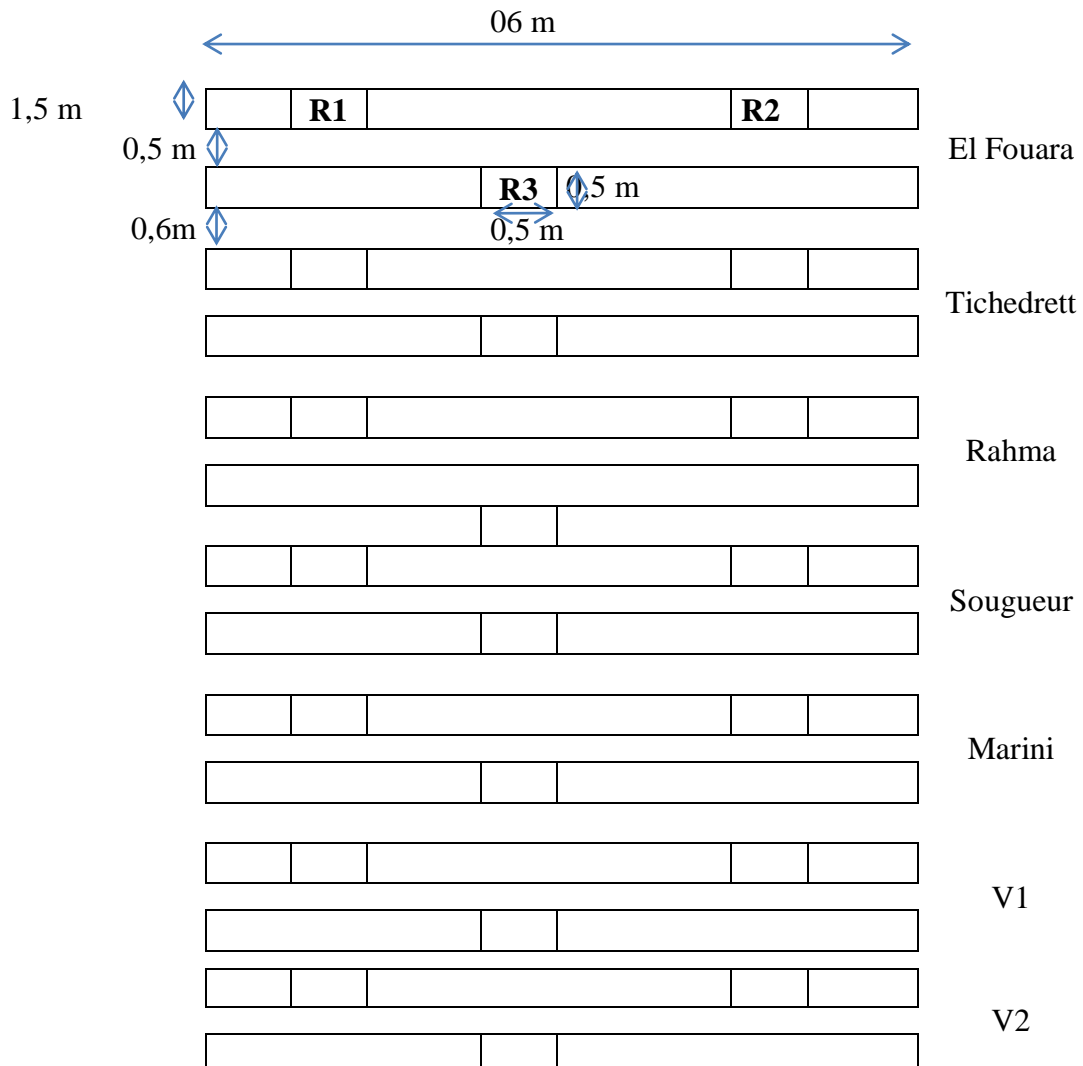 06 m
1,5 m
R1
R2
0,5 m
El Fouara
R3
0,5 m
0,6m
0,5 m
Tichedrett
Rahma
Sougueur
Marini
V1
V2